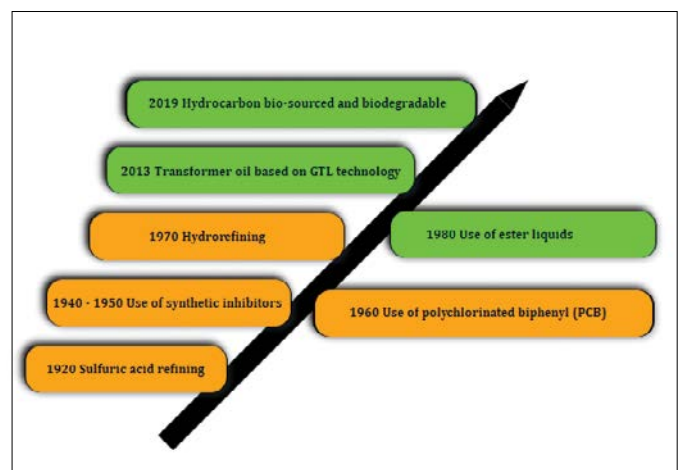 2019 Hydrocarbon bio-sourced and biodegradable
2013 Transformer oil based on GTL technology
1970 Hydrorefining
1980 Use of ester liquids
1940 - 1950 Use of synthetic inhibitors
1960 Use of polychlorinated biphenyl (PCB)
1920 Sulfuric acid refining